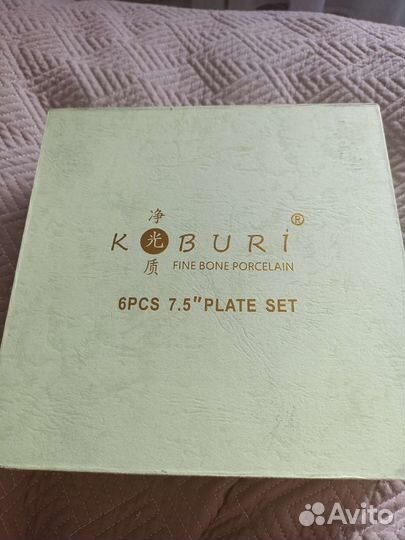 净
K光BURi®
质 FINE BONE PORCELAIN
6PCS 7.5" PLATE SET
Avito